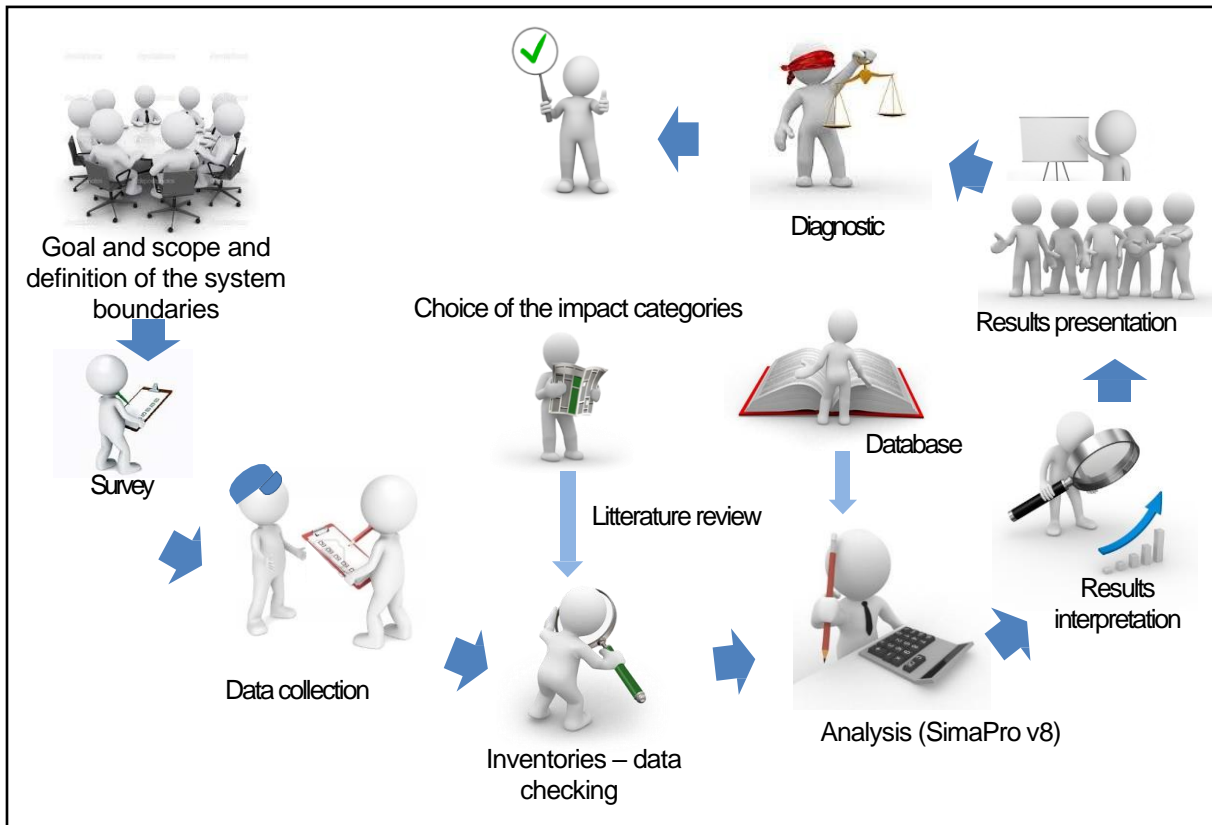 Goal and scope and
definition of the system
boundaries
Survey
Data collection
Choice of the impact categories
Litterature review
Inventories – data
checking
Database
Analysis (SimaPro v8)
Results
interpretation
Results presentation
Diagnostic